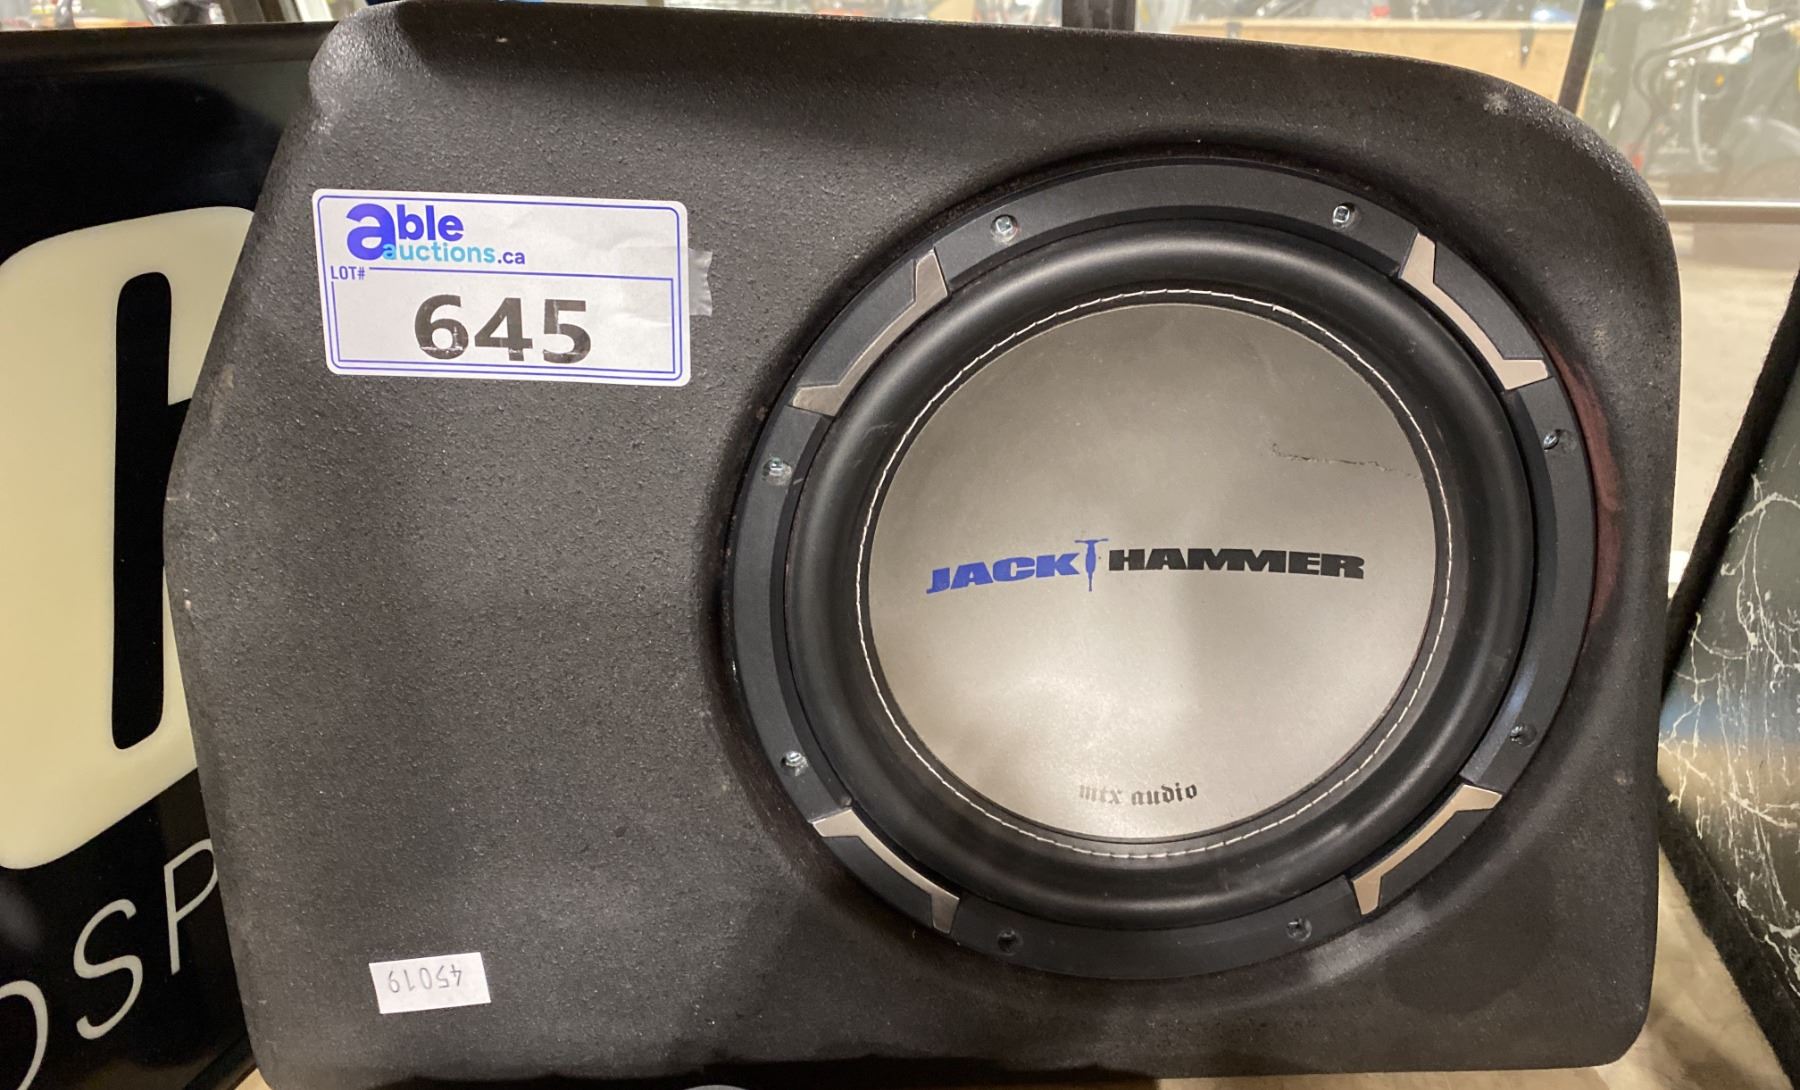 able
auctions.ca
LOT#
645
JACK HAMMER
mtx audio
45019
OSP